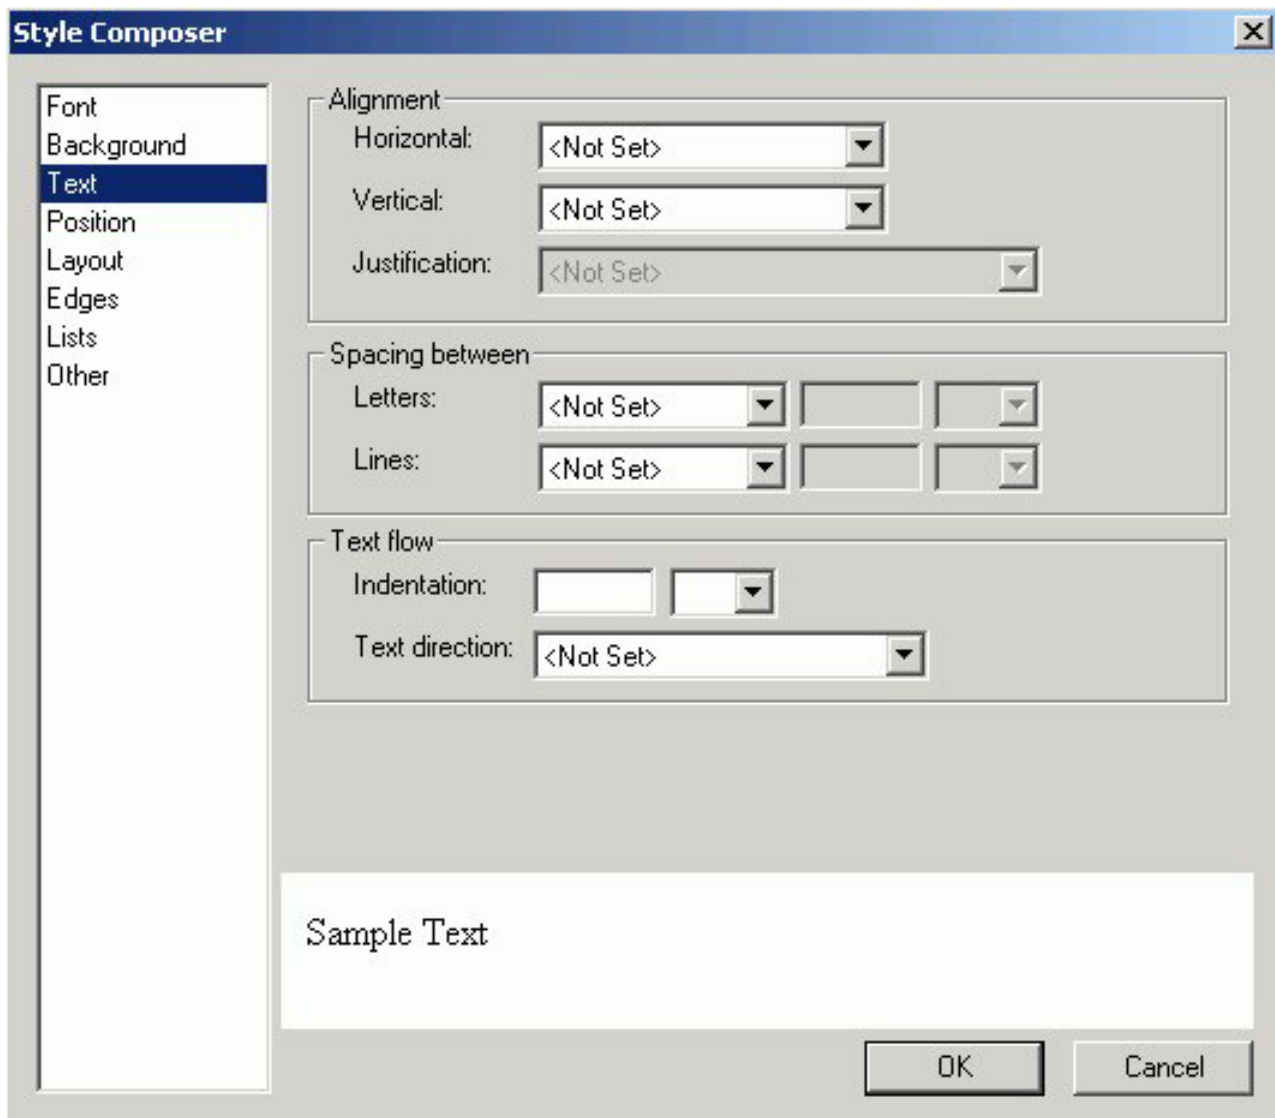 Style Composer
Font
Background
Text
Position
Layout
Edges
Lists
Other
Alignment
Horizontal: <Not Set>
Vertical: <Not Set>
Justification: <Not Set>
Spacing between
Letters: <Not Set>
Lines: <Not Set>
Text flow
Indentation:
Text direction: <Not Set>
Sample Text
OK Cancel